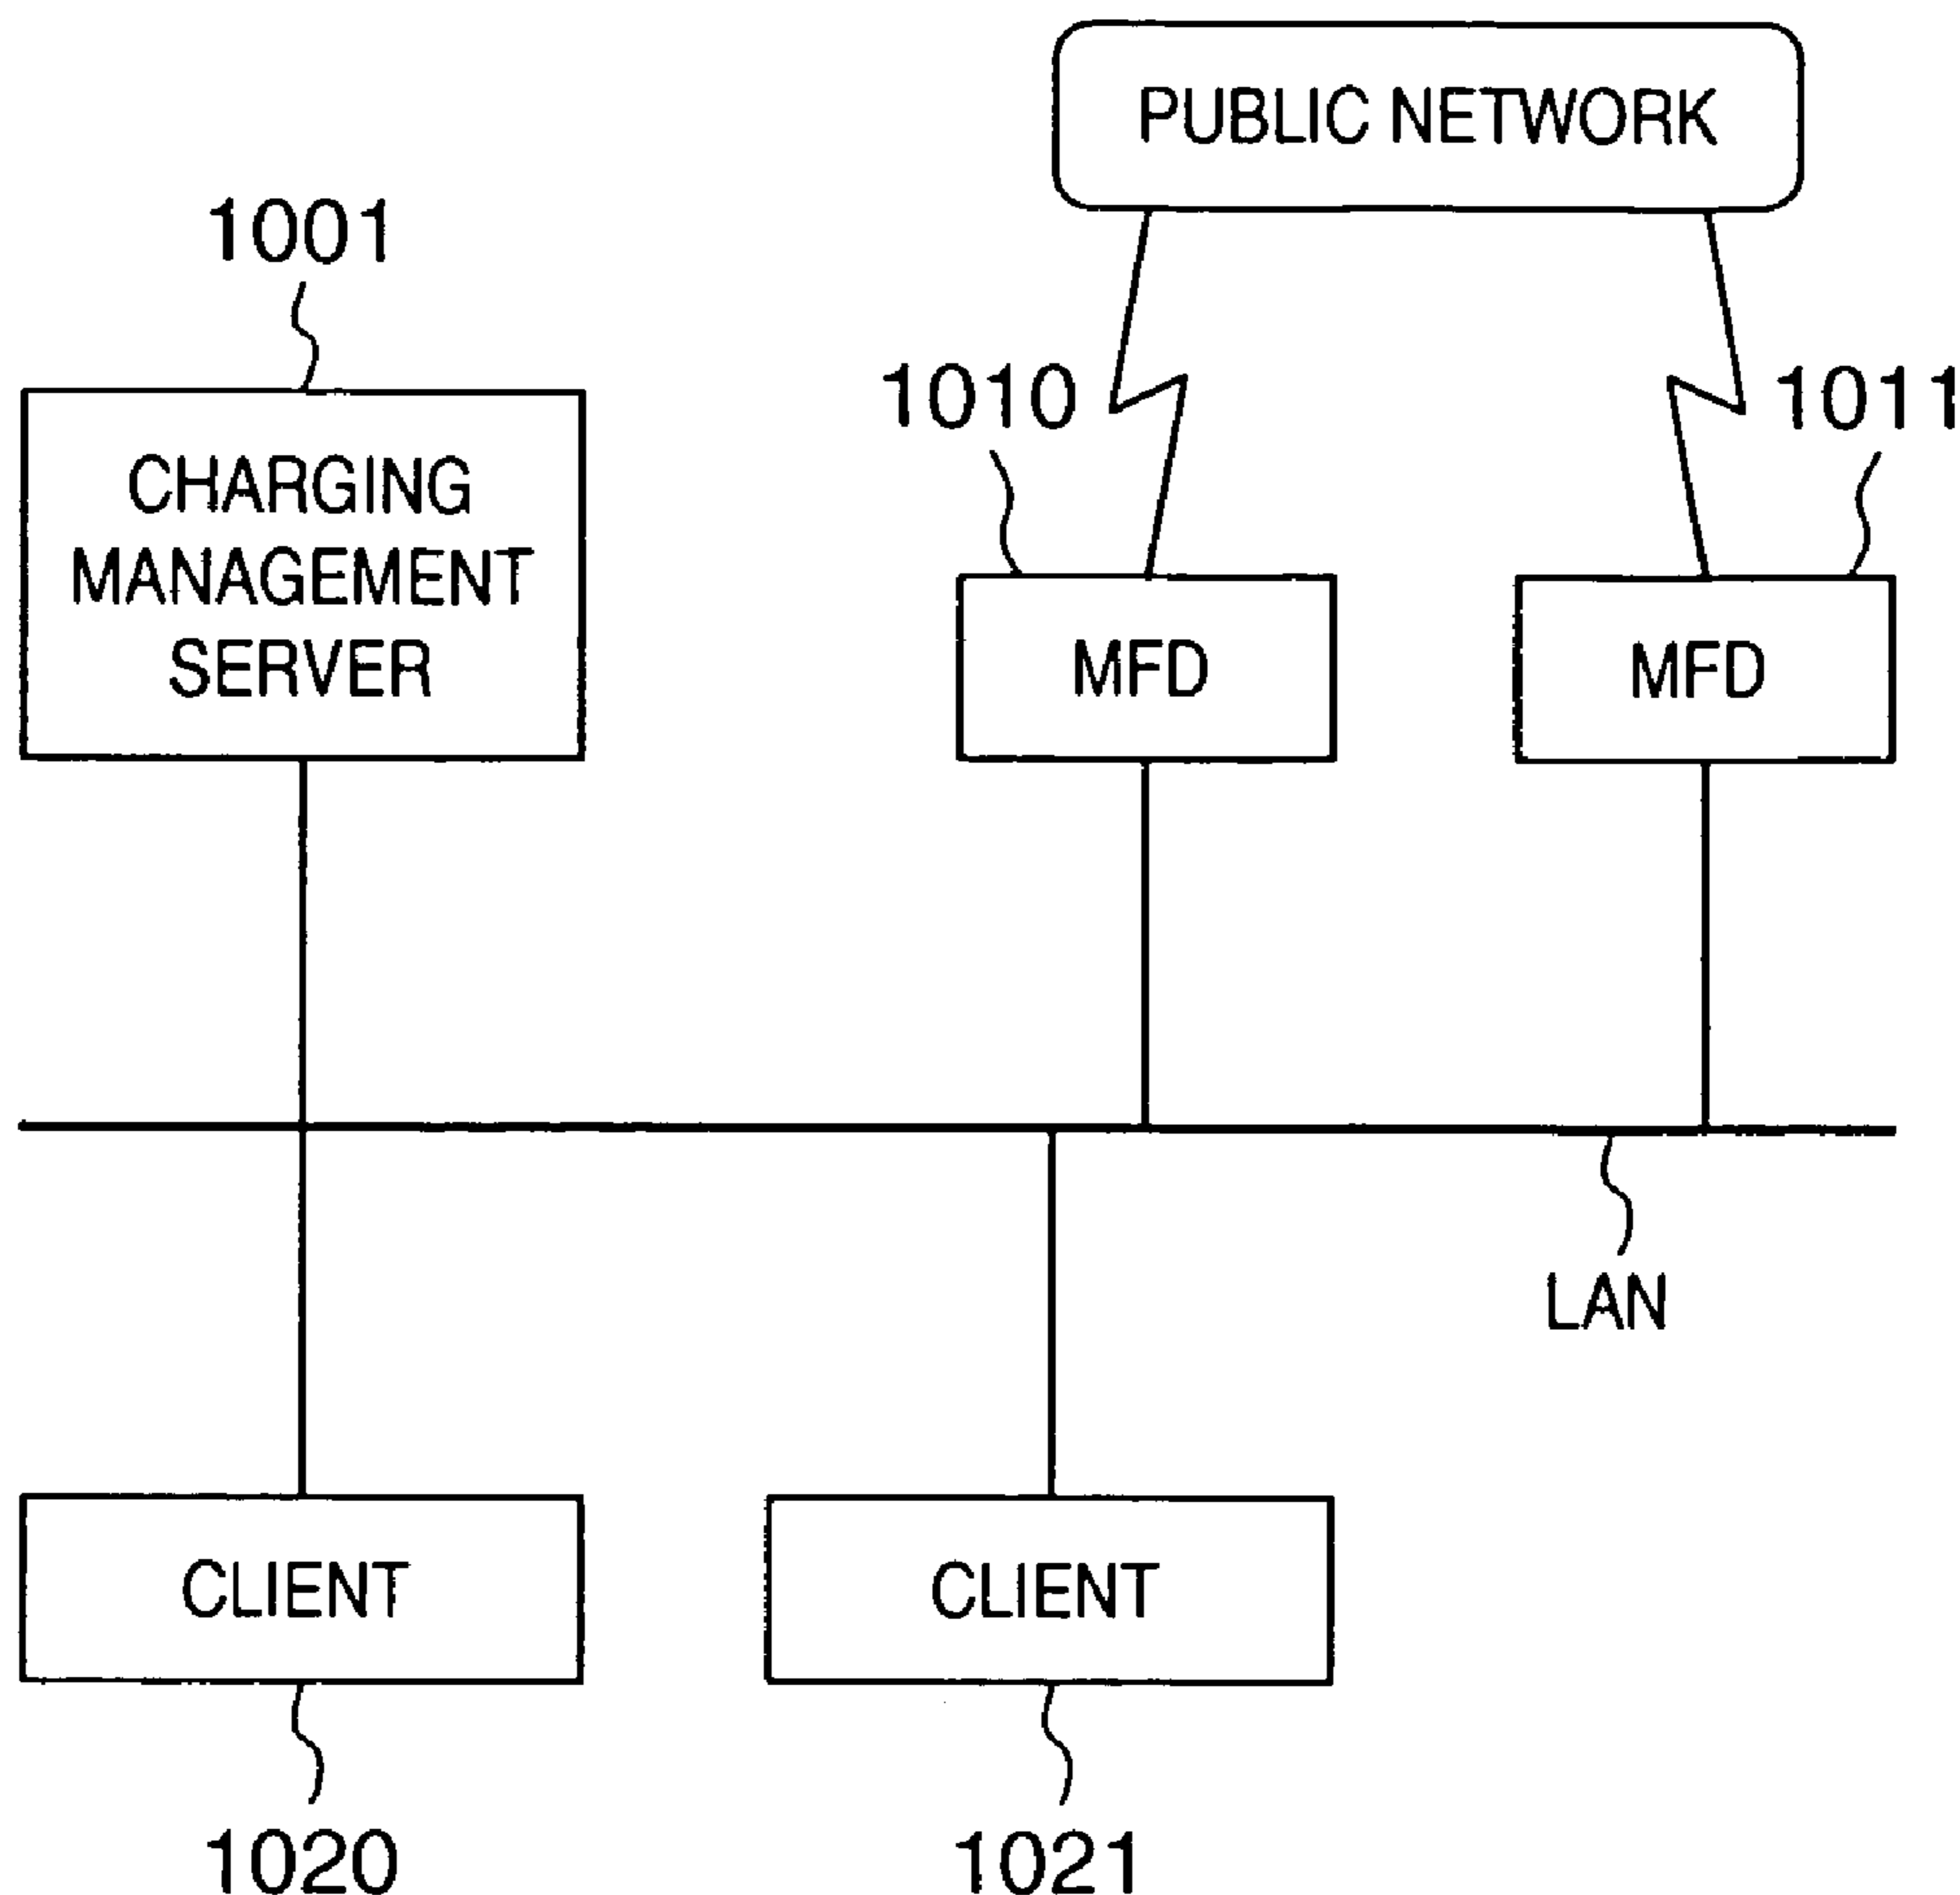 PUBLIC NETWORK
1001
1010
1011
CHARGING
MANAGEMENT
SERVER
MFD
MFD
LAN
CLIENT
CLIENT
1020
1021